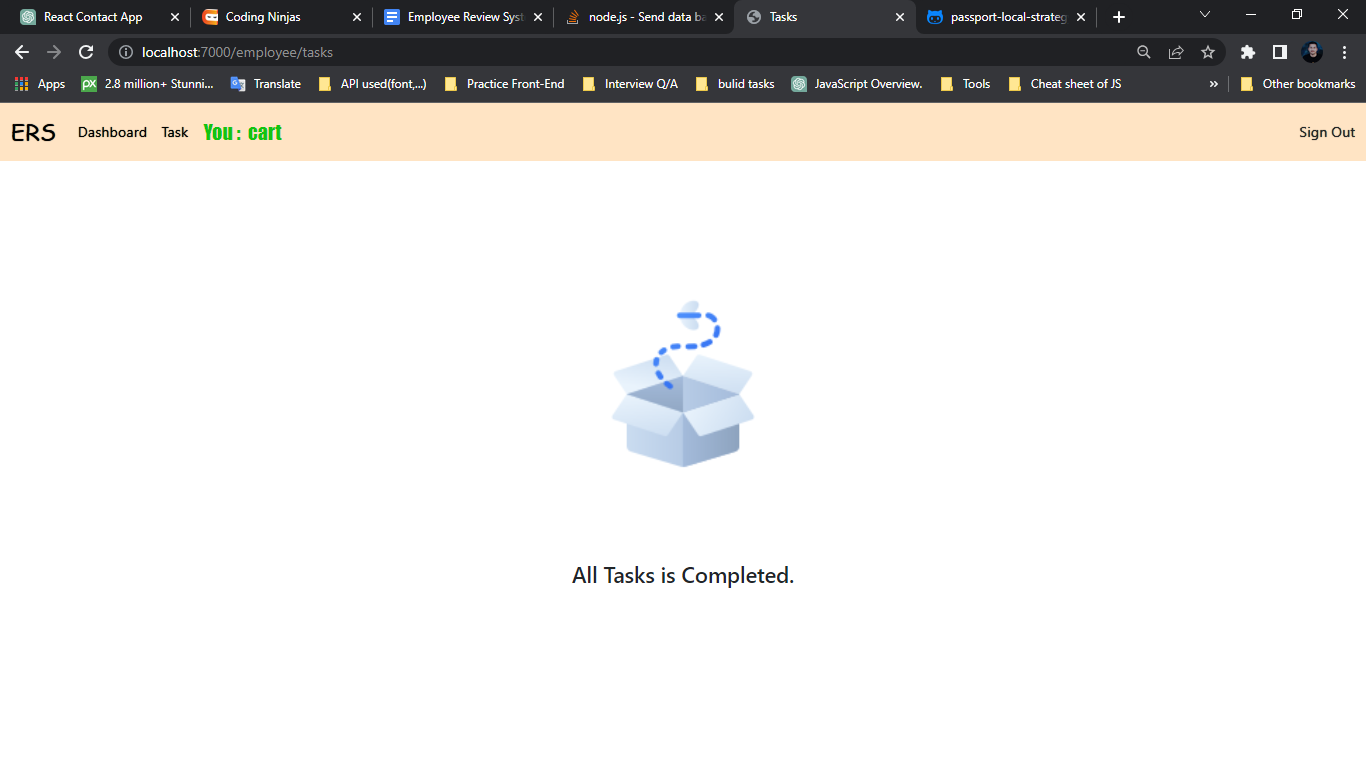 React Contact App Coding Ninjas Employee Review Syst node.js - Send data ba Tasks passport-local-strateg
localhost:7000/employee/tasks
Apps 2.8 million+ Stunni... Translate API used(font,...) Practice Front-End Interview Q/A bulid tasks JavaScript Overview. Tools Cheat sheet of JS » Other bookmarks
ERS Dashboard Task You : cart Sign Out
All Tasks is Completed.